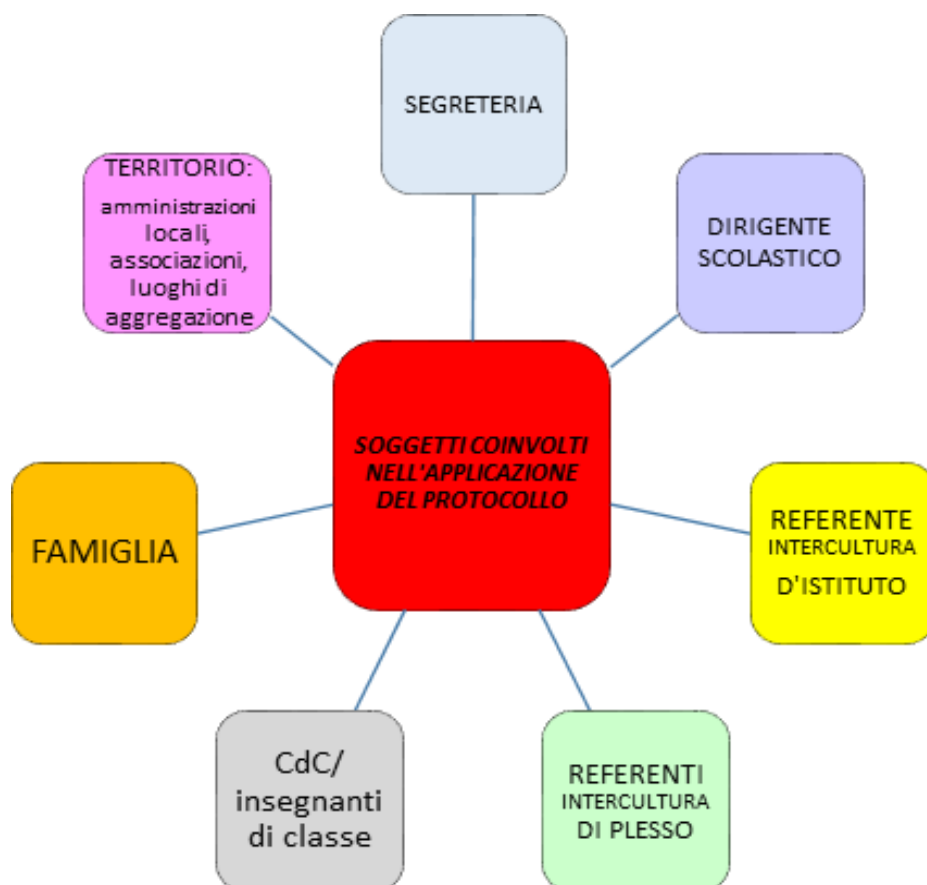 SEGRETERIA
TERRITORIO:
amministrazioni
locali,
associazioni,
luoghi di
aggregazione
DIRIGENTE
SCOLASTICO
SOGGETTI COINVOLTI
NELL'APPLICAZIONE
DEL PROTOCOLLO
FAMIGLIA
REFERENTE
INTERCULTURA
D'ISTITUTO
CdC/
insegnanti
di classe
REFERENTI
INTERCULTURA
DI PLESSO